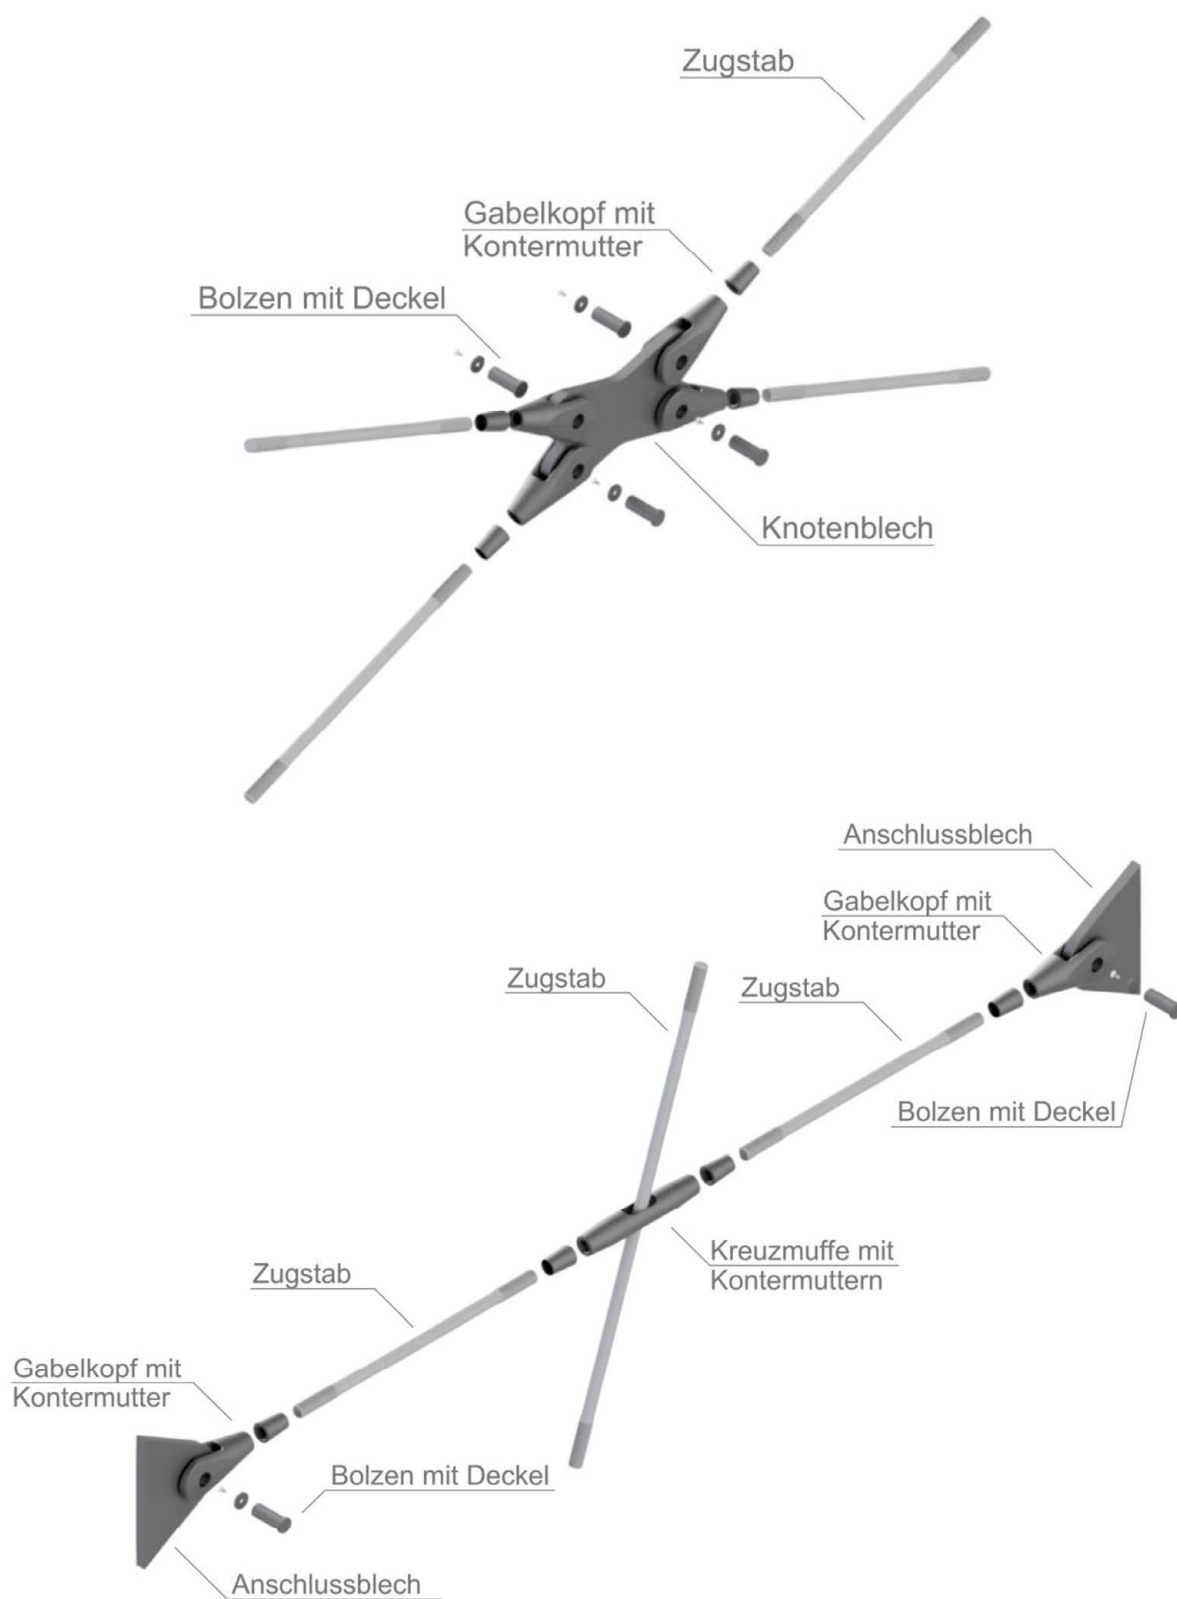 Zugstab
Gabelkopf mit
Kontermutter
Bolzen mit Deckel
Knotenblech
Anschlussblech
Gabelkopf mit
Kontermutter
Zugstab
Zugstab
Bolzen mit Deckel
Kreuzmuffe mit
Kontermuttern
Zugstab
Gabelkopf mit
Kontermutter
Bolzen mit Deckel
Anschlussblech